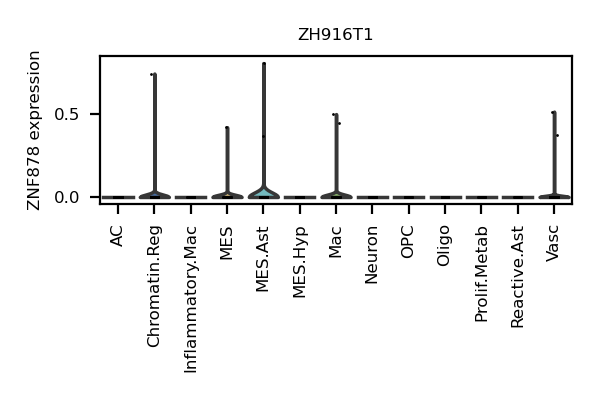 ZH916T1
ZNF878 expression
0.5
0.0
AC
Chromatin.Reg
Inflammatory.Mac
MES
MES.Ast
MES.Hyp
Mac
Neuron
OPC
Oligo
Prolif.Metab
Reactive.Ast
Vasc